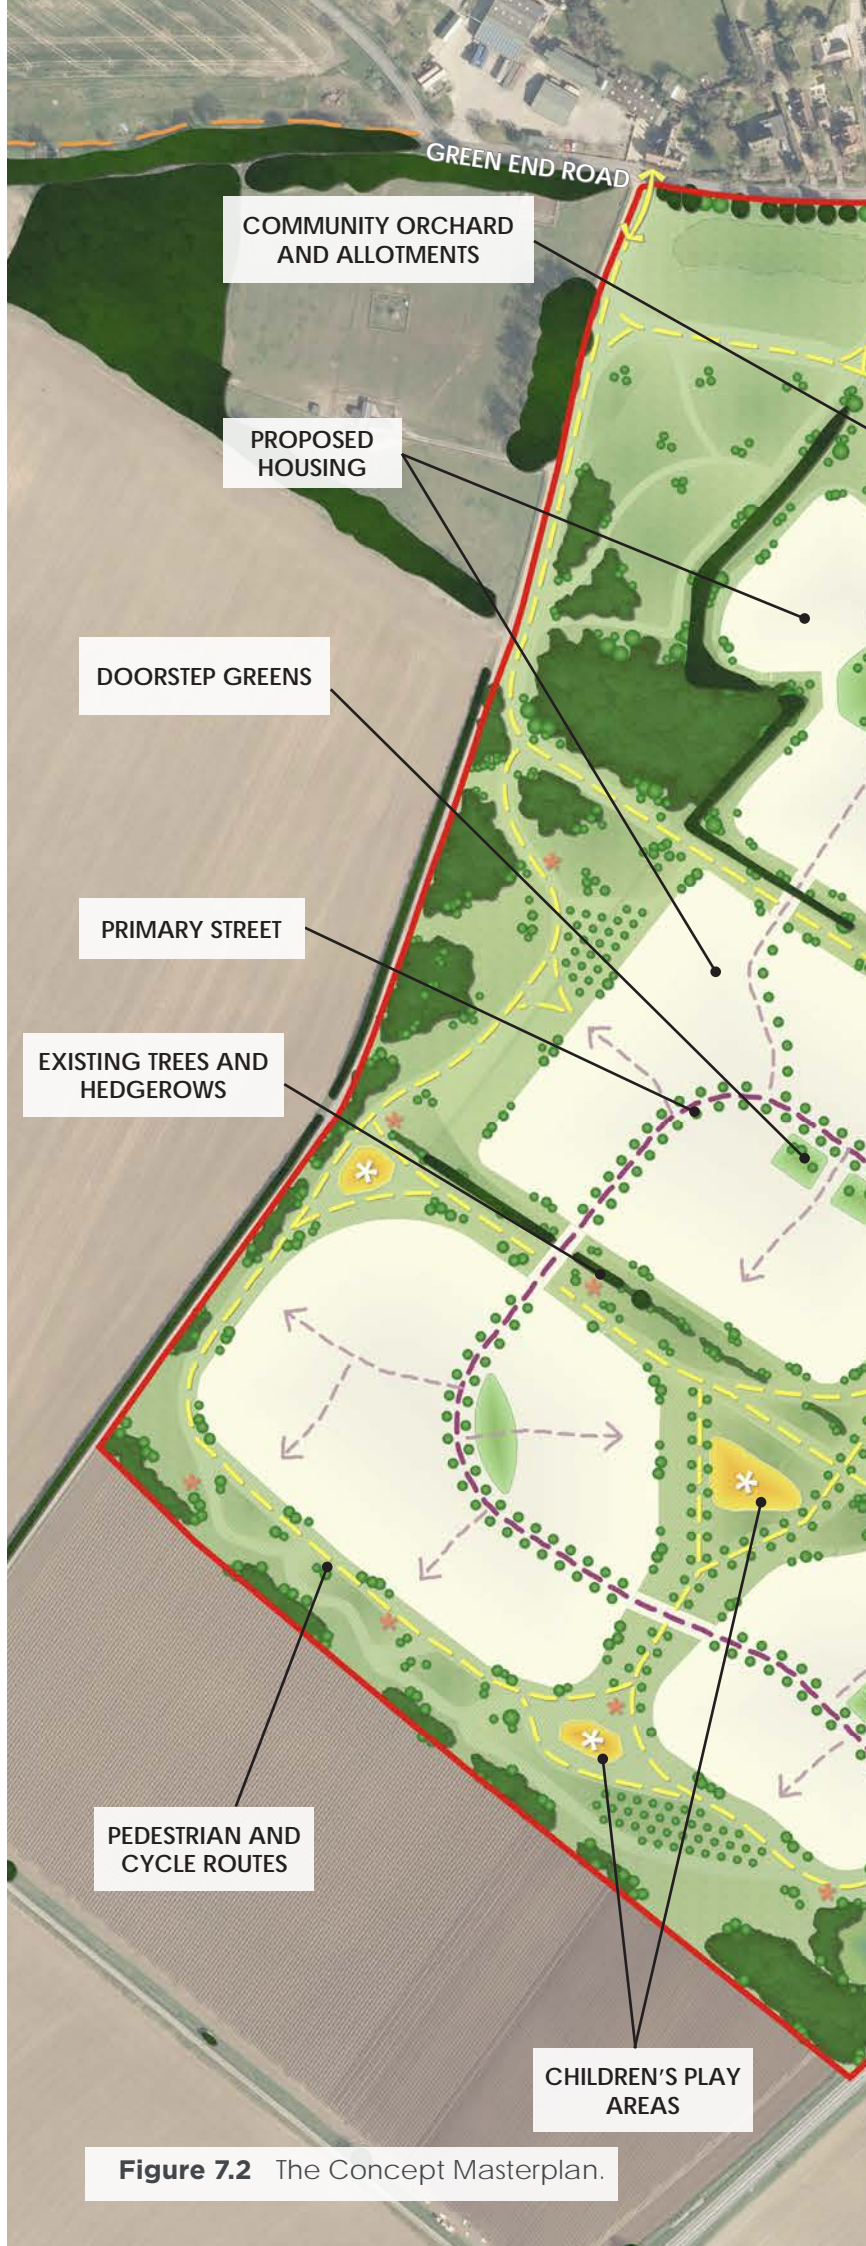 GREEN END ROAD
COMMUNITY ORCHARD
AND ALLOTMENTS
PROPOSED
HOUSING
DOORSTEP GREENS
PRIMARY STREET
EXISTING TREES AND
HEDGEROWS
PEDESTRIAN AND
CYCLE ROUTES
CHILDREN'S PLAY
AREAS
Figure 7.2 The Concept Masterplan.